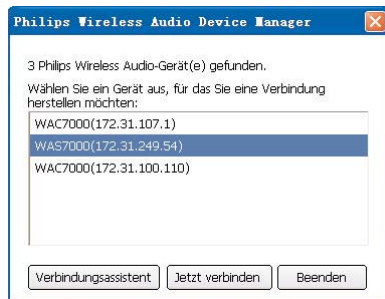 Philips Wireless Audio Device Manager
3 Philips Wireless Audio-Gerät(e) gefunden.
Wählen Sie ein Gerät aus, für das Sie eine Verbindung
herstellen möchten:
WAC7000(172.31.107.1)
WAS7000(172.31.249.54)
WAC7000(172.31.100.110)
Verbindungsassistent Jetzt verbinden Beenden